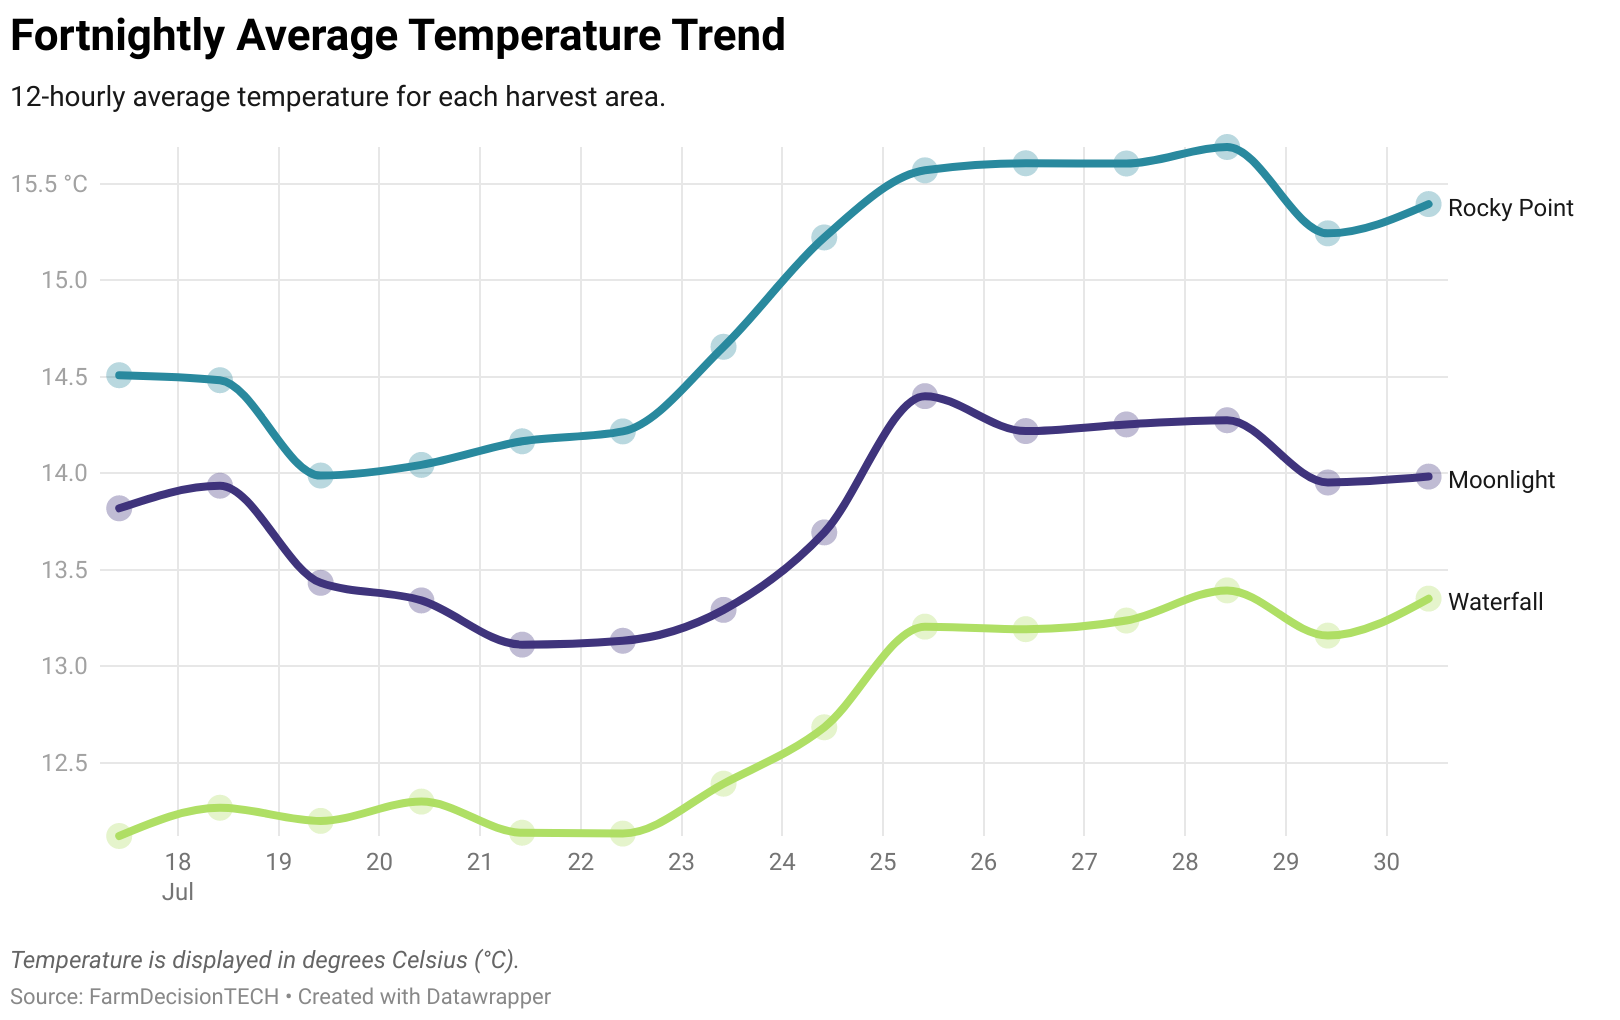 Fortnightly Average Temperature Trend
12-hourly average temperature for each harvest area.
15.5 °C
15.0
14.5
14.0
13.5
13.0
12.5
Rocky Point
Moonlight
Waterfall
18 19 20 21 22 23 24 25 26 27 28 29 30
Jul
Temperature is displayed in degrees Celsius (°C).
Source: FarmDecisionTECH • Created with Datawrapper